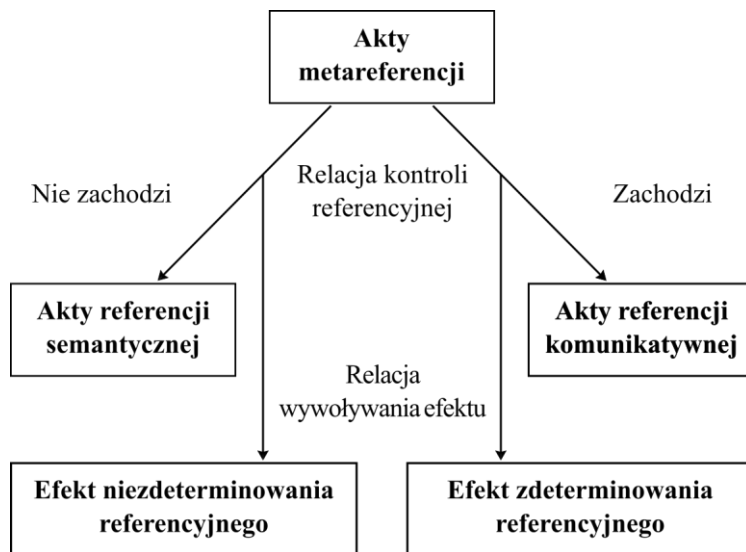 Akty
metareferencji
Nie zachodzi
Relacja kontroli
referencyjnej
Zachodzi
Akty referencji
semantycznej
Akty referencji
komunikatywnej
Relacja
wywoływania efektu
Efekt niezdeterminowania
referencyjnego
Efekt zdeterminowania
referencyjnego